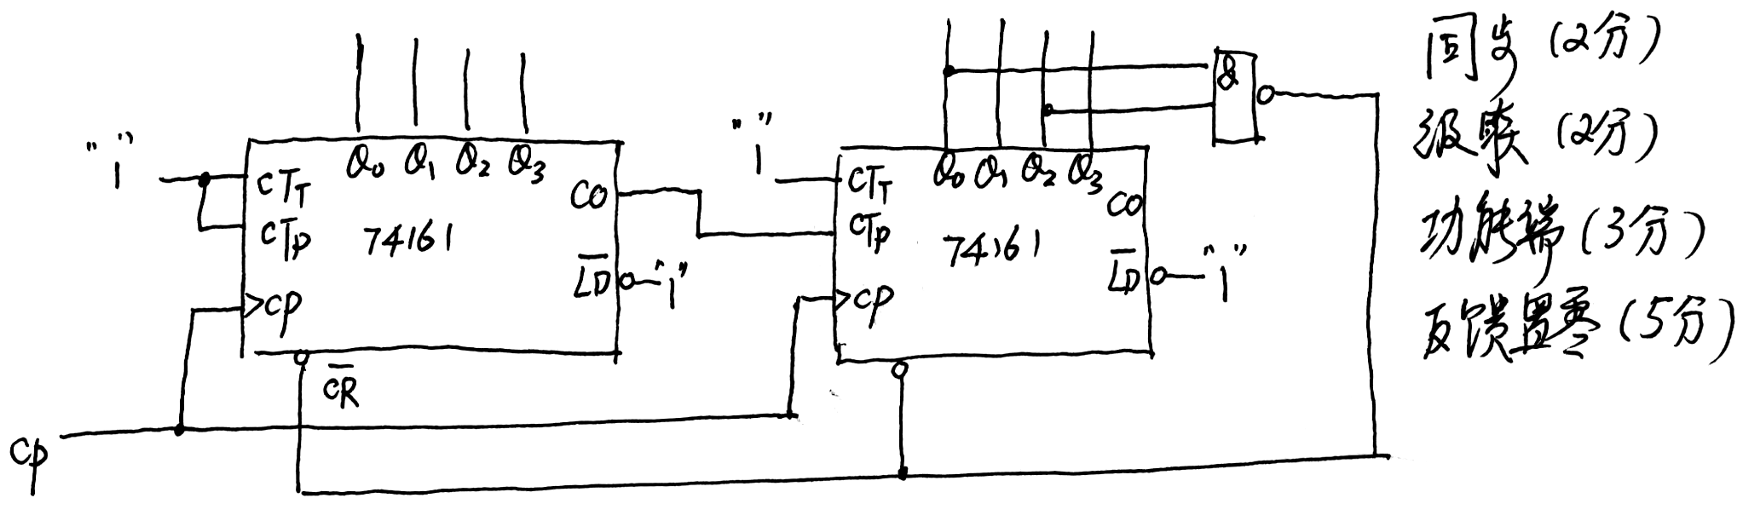 同步 (2分)
级联 (2分)
功能端 (3分)
反馈置零 (5分)
"1"
CT_T
CT_P
CP
Q_0 Q_1 Q_2 Q_3
74161
CO
\overline{LD}
"1"
\overline{CR}
"1"
CT_T
CT_P
CP
Q_0 Q_1 Q_2 Q_3
74161
CO
\overline{LD}
"1"
&
CP